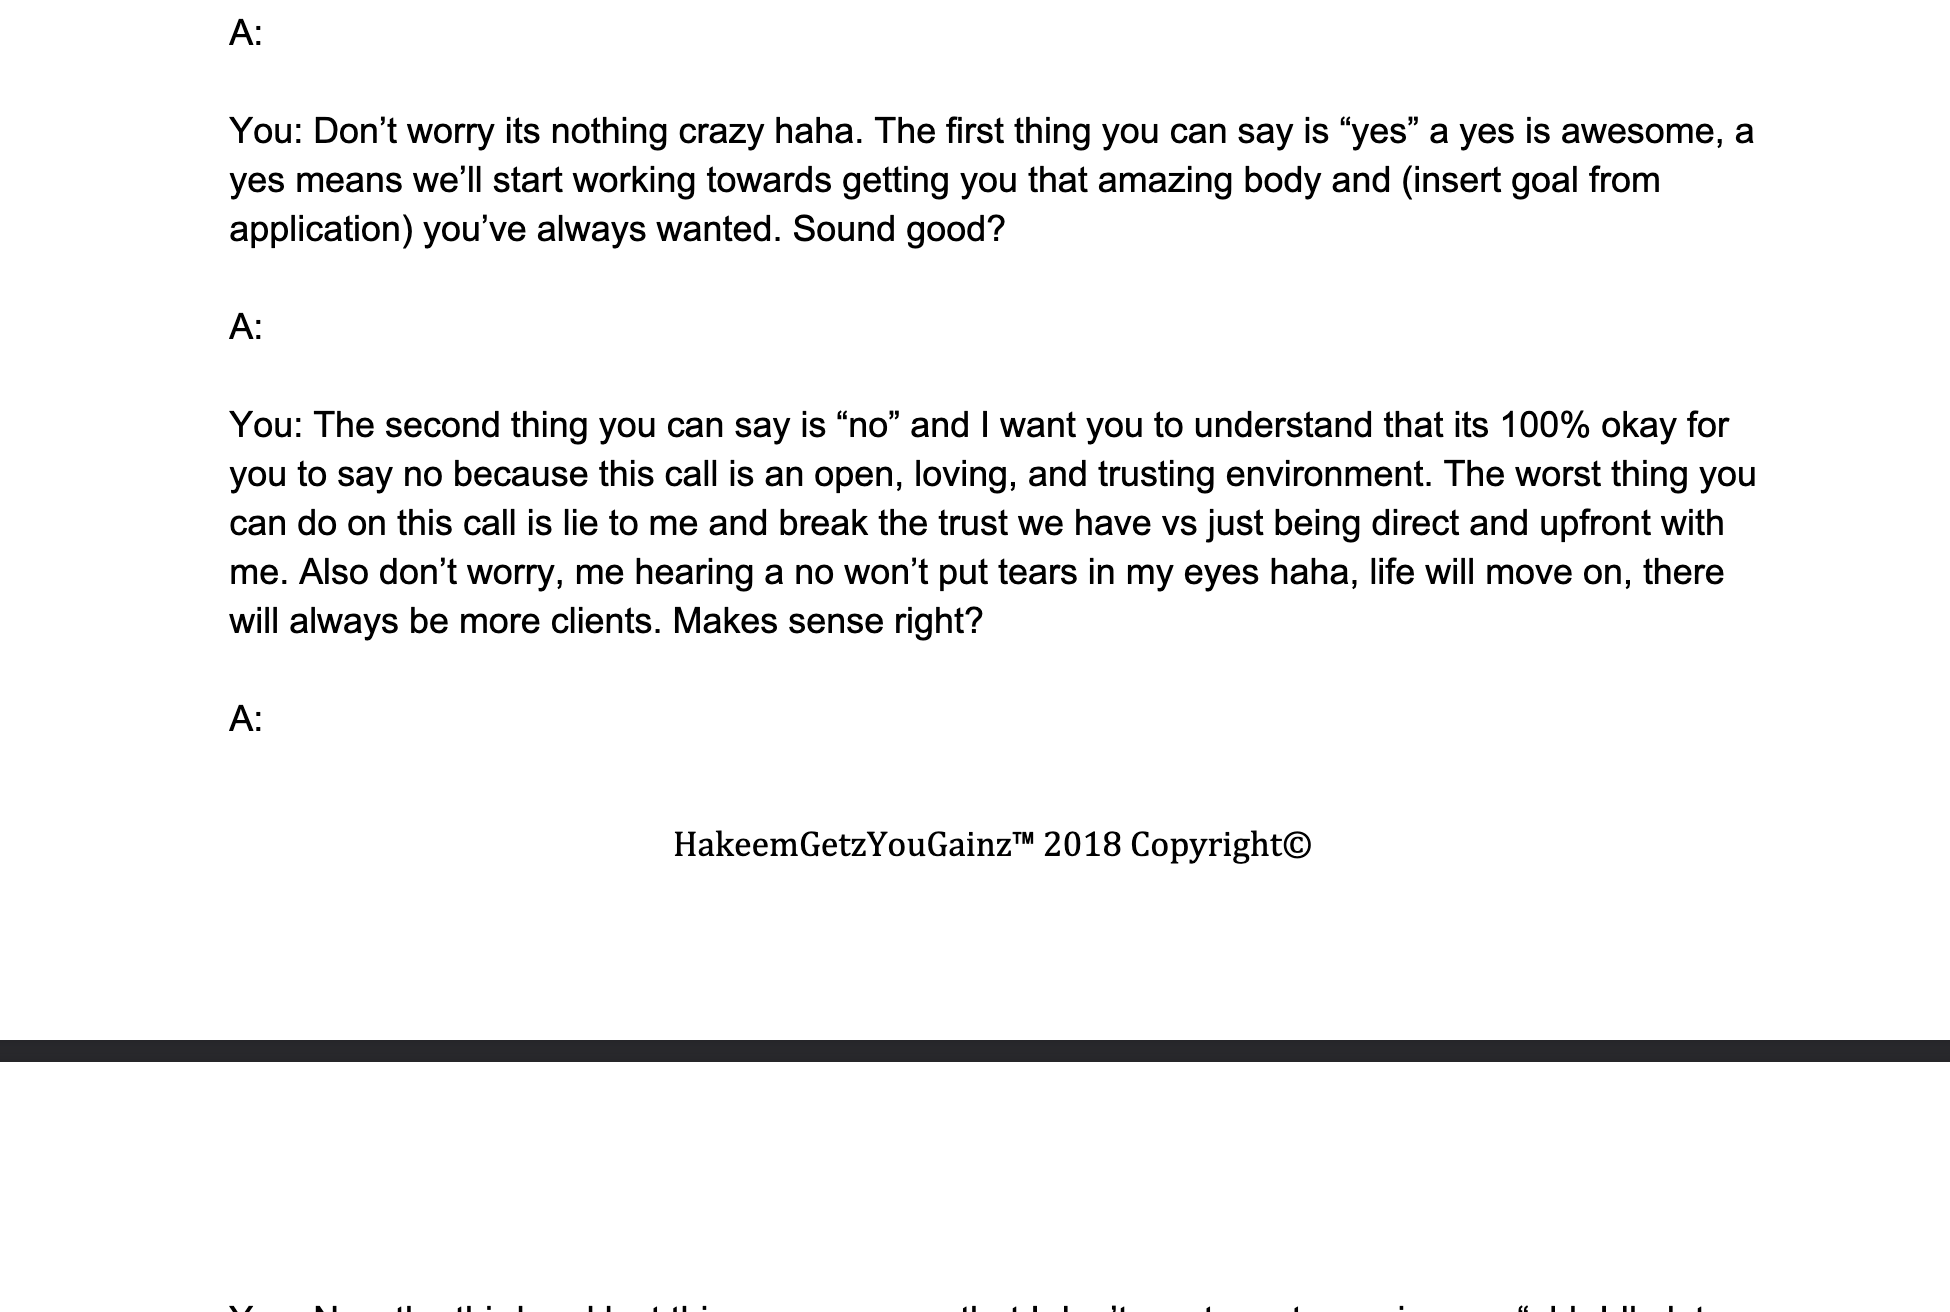 A:
You: Don’t worry its nothing crazy haha. The first thing you can say is “yes” a yes is awesome, a
yes means we’ll start working towards getting you that amazing body and (insert goal from
application) you’ve always wanted. Sound good?
A:
You: The second thing you can say is “no” and I want you to understand that its 100% okay for
you to say no because this call is an open, loving, and trusting environment. The worst thing you
can do on this call is lie to me and break the trust we have vs just being direct and upfront with
me. Also don’t worry, me hearing a no won’t put tears in my eyes haha, life will move on, there
will always be more clients. Makes sense right?
A:
HakeemGetzYouGainz™ 2018 Copyright©